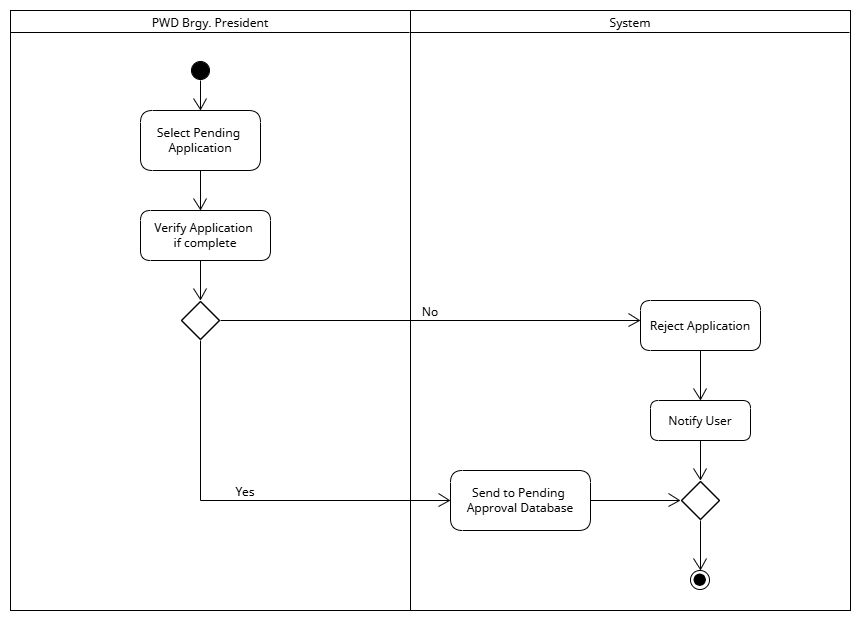 PWD Brgy. President
System
Select Pending
Application
Verify Application
if complete
No
Reject Application
Notify User
Yes
Send to Pending
Approval Database